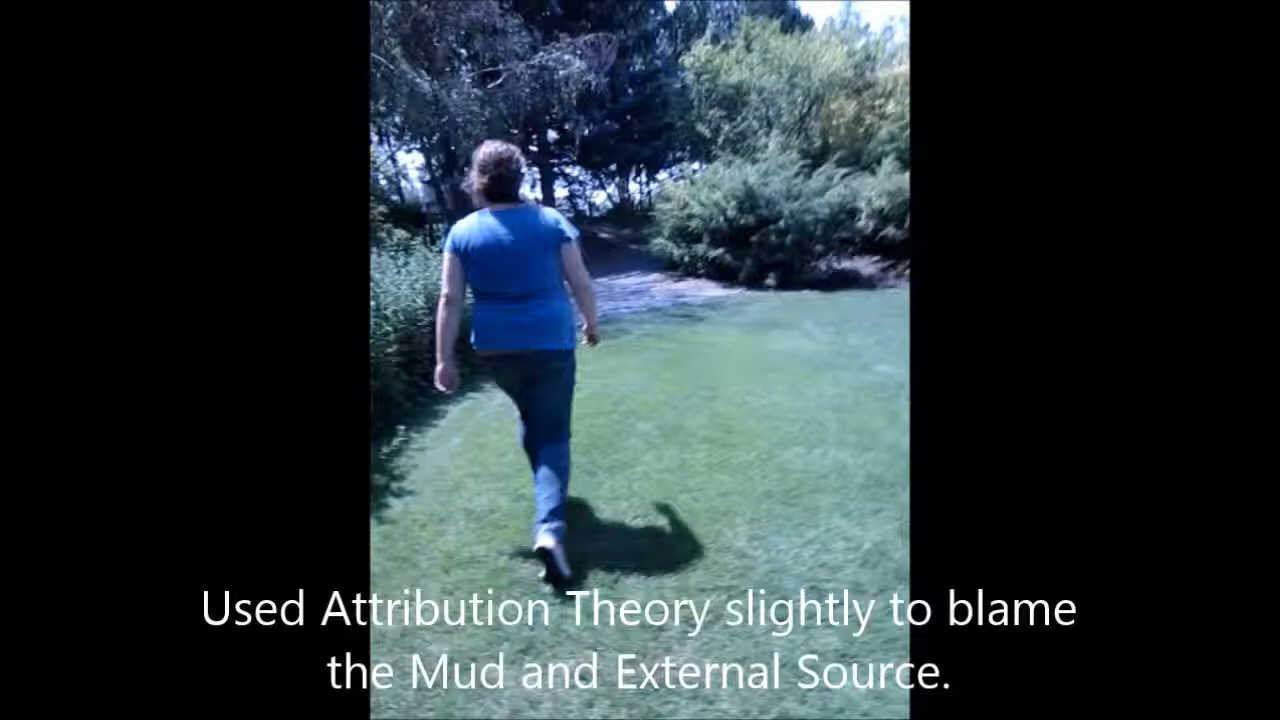 Used Attribution Theory slightly to blame
the Mud and External Source.